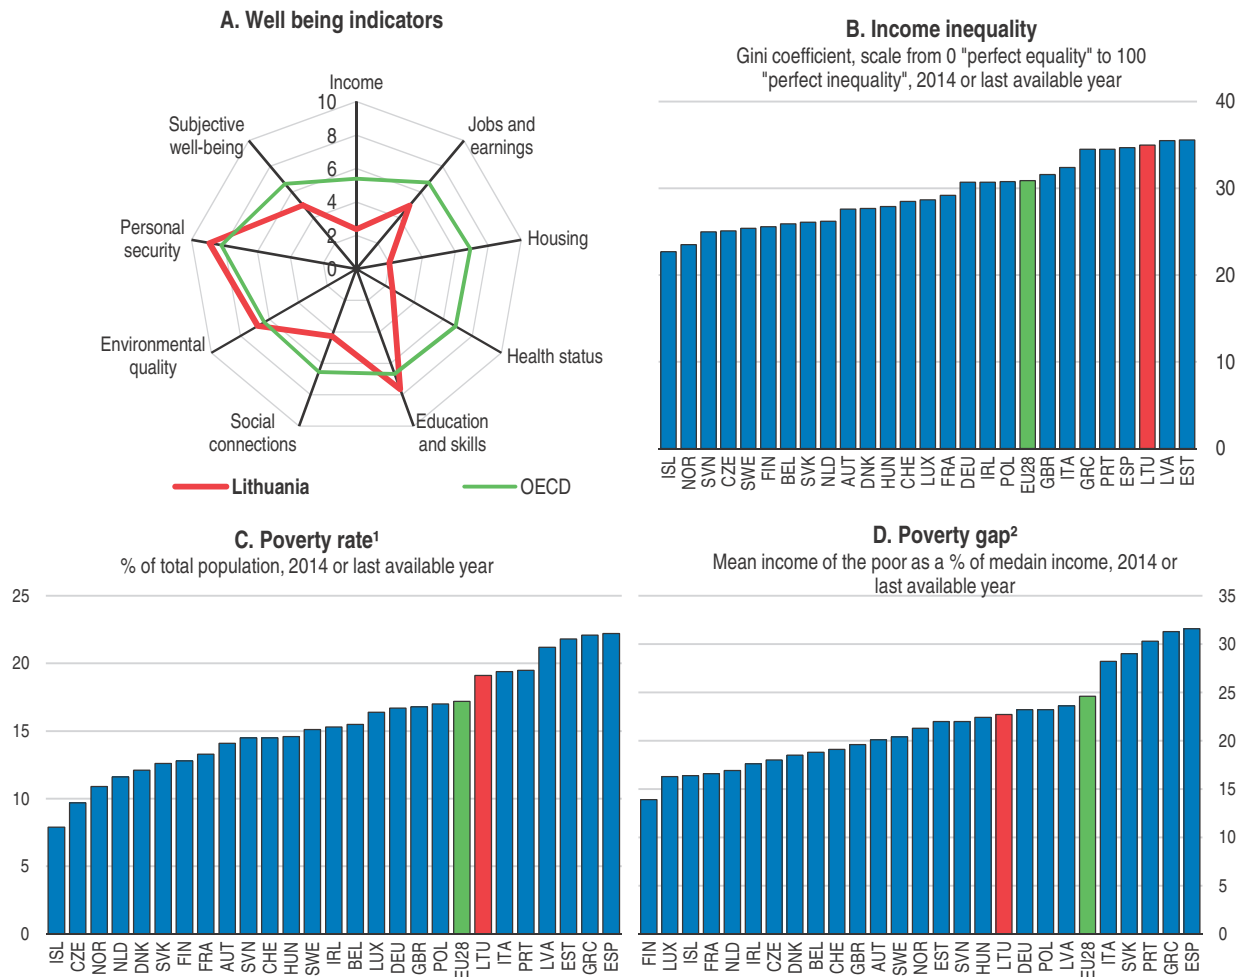 A. Well being indicators
Income
10
8
6
4
2
0
Jobs and
earnings
Housing
Health status
Education
and skills
Social
connections
Environmental
quality
Personal
security
Subjective
well-being
Lithuania
OECD
B. Income inequality
Gini coefficient, scale from 0 "perfect equality" to 100
"perfect inequality", 2014 or last available year
40
30
20
10
0
ISL
NOR
SVN
CZE
SWE
FIN
BEL
SVK
NLD
AUT
DNK
HUN
CHE
LUX
FRA
DEU
IRL
POL
EU28
GBR
ITA
GRC
PRT
ESP
LTU
LVA
EST
C. Poverty rate¹
% of total population, 2014 or last available year
25
20
15
10
5
0
ISL
CZE
NOR
NLD
DNK
SVK
FIN
FRA
AUT
SVN
CHE
HUN
SWE
IRL
BEL
LUX
DEU
GBR
POL
EU28
LTU
ITA
PRT
LVA
EST
GRC
ESP
D. Poverty gap²
Mean income of the poor as a % of medain income, 2014 or
last available year
35
30
25
20
15
10
5
0
FIN
LUX
ISL
FRA
NLD
IRL
CZE
DNK
BEL
CHE
GBR
AUT
SWE
NOR
EST
SVN
HUN
LTU
DEU
POL
LVA
EU28
ITA
SVK
PRT
GRC
ESP